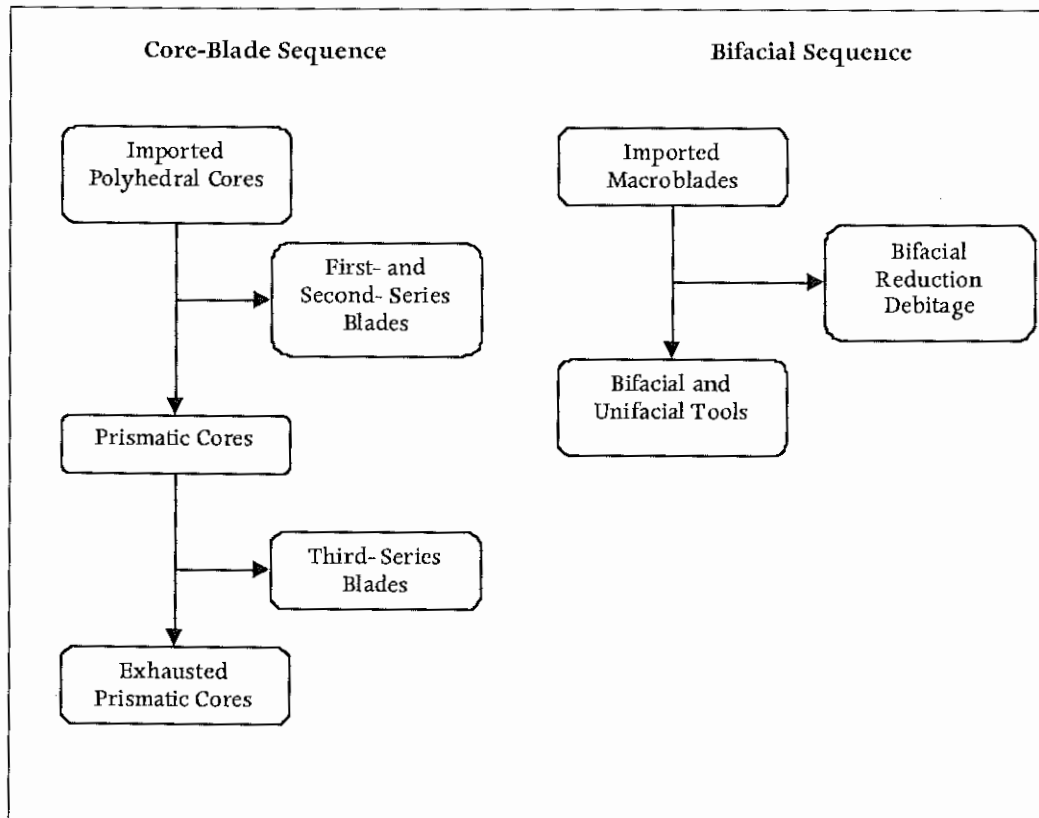 Core-Blade Sequence
Imported
Polyhedral Cores
First- and
Second- Series
Blades
Prismatic Cores
Third- Series
Blades
Exhausted
Prismatic Cores
Bifacial Sequence
Imported
Macroblades
Bifacial
Reduction
Debitage
Bifacial and
Unifacial Tools